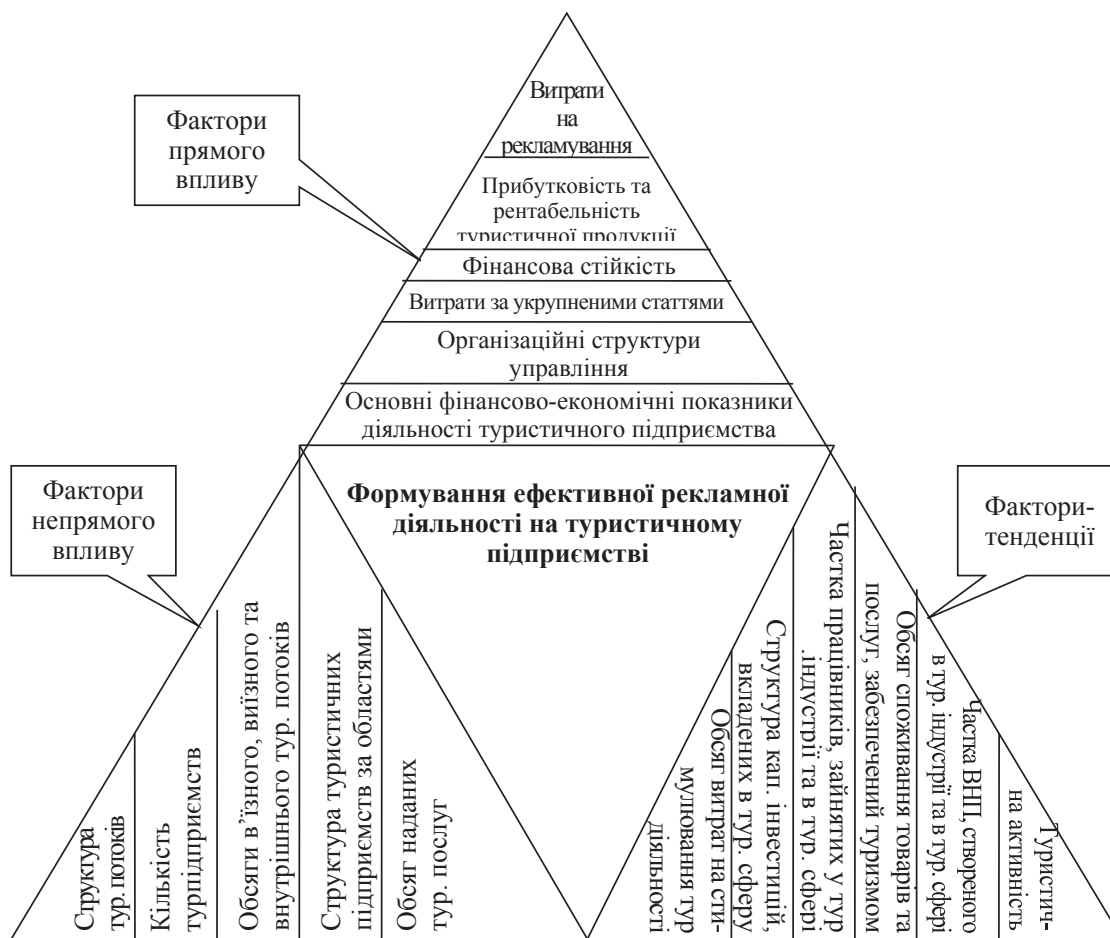 Витрати
на
рекламування
Фактори
прямого
впливу
Прибутковість та
рентабельність
туристичної продукції
Фінансова стійкість
Витрати за укрупненими статтями
Організаційні структури
управління
Основні фінансово-економічні показники
діяльності туристичного підприємства
Фактори
непрямого
впливу
Формування ефективної рекламної
діяльності на туристичному
підприємстві
Фактори-
тенденції
Структура
тур. потоків
Кількість
турпідприємств
Обсяги в’їзного, виїзного та
внутрішнього тур. потоків
Структура туристичних
підприємств за областями
Обсяг наданих
тур. послуг
Обсяг витрат на сти-
мулювання тур
діяльності
Структура кап. інвестицій,
вкладених в тур. сферу
Частка працівників, зайнятих у тур
.індустрії та в тур. сфері
Обсяг споживання товарів та
послуг, забезпечений туризмом
Частка ВНП, створеного
в тур. індустрії та в тур. сфері
Туристич-
на активність